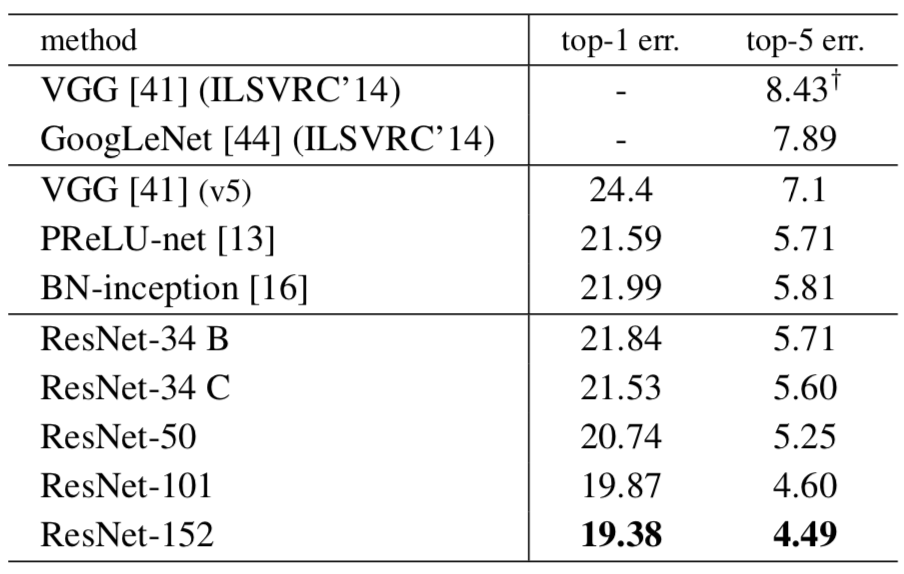 method top-1 err. top-5 err.
VGG [41] (ILSVRC’14) - 8.43†
GoogLeNet [44] (ILSVRC’14) - 7.89
VGG [41] (v5) 24.4 7.1
PReLU-net [13] 21.59 5.71
BN-inception [16] 21.99 5.81
ResNet-34 B 21.84 5.71
ResNet-34 C 21.53 5.60
ResNet-50 20.74 5.25
ResNet-101 19.87 4.60
ResNet-152 19.38 4.49